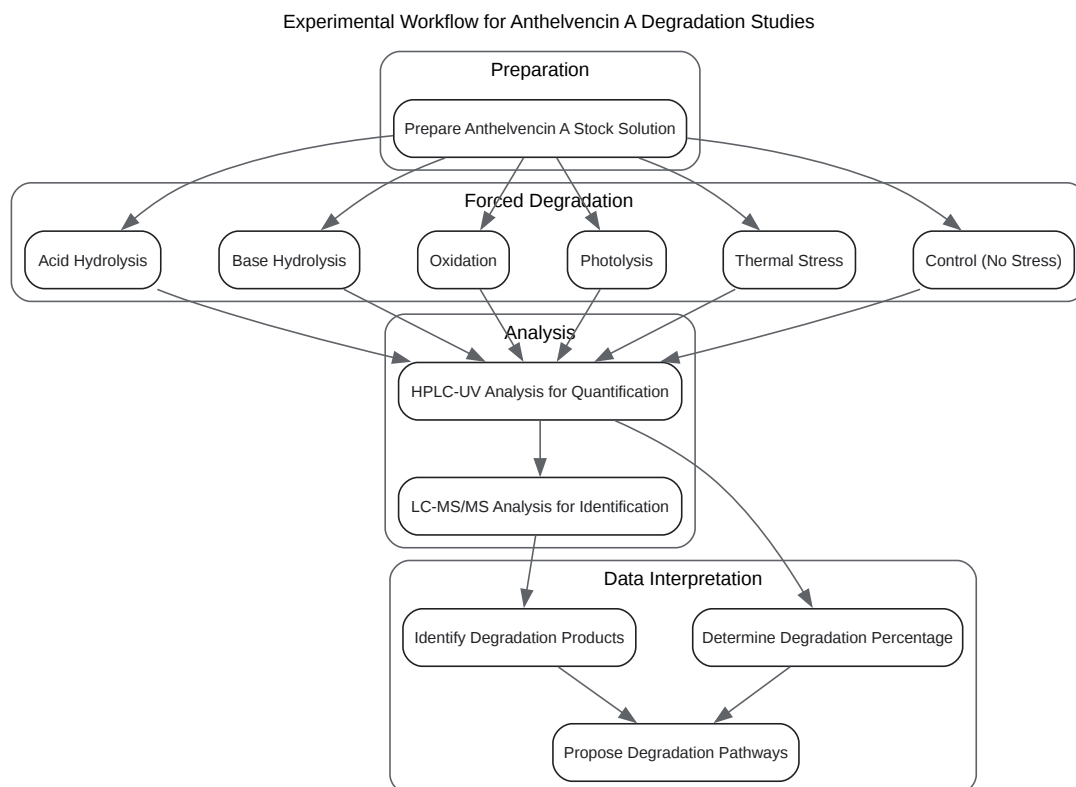 Experimental Workflow for Anthelvencin A Degradation Studies
Preparation
Prepare Anthelvencin A Stock Solution
Forced Degradation
Acid Hydrolysis
Base Hydrolysis
Oxidation
Photolysis
Thermal Stress
Control (No Stress)
Analysis
HPLC-UV Analysis for Quantification
LC-MS/MS Analysis for Identification
Data Interpretation
Identify Degradation Products
Determine Degradation Percentage
Propose Degradation Pathways